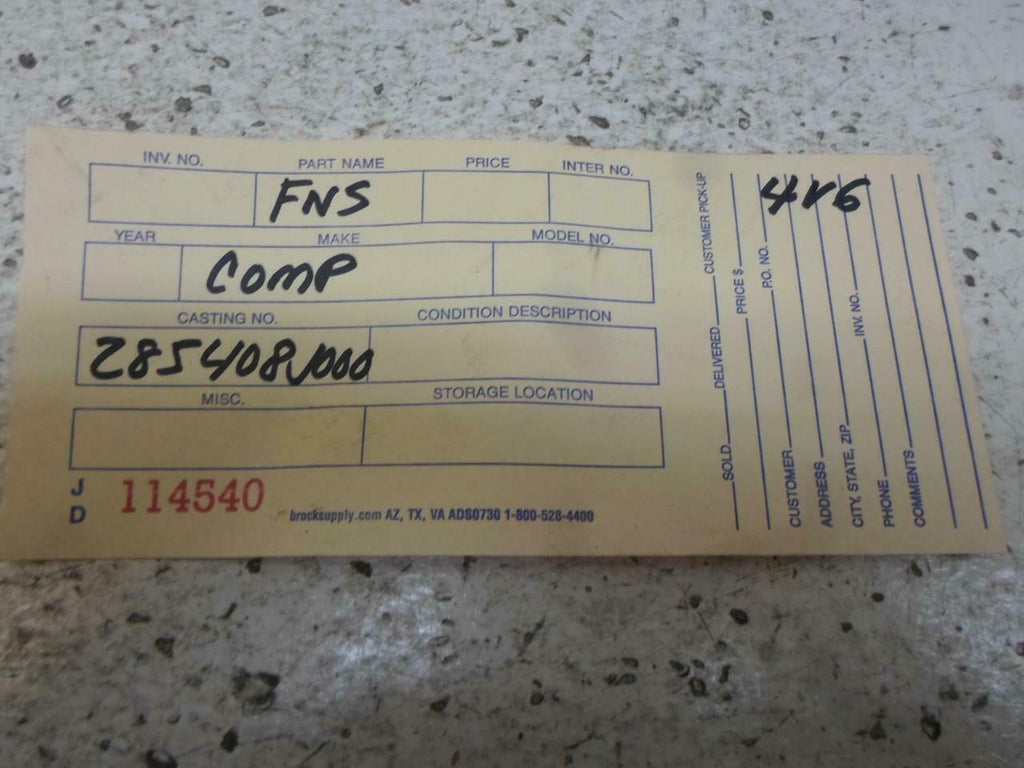 INV. NO. PART NAME PRICE INTER NO.
FNS
YEAR MAKE MODEL NO.
COMP
CASTING NO. CONDITION DESCRIPTION
285408J000
MISC. STORAGE LOCATION
J D 114540
brocksupply.com AZ, TX, VA ADS0730 1-800-528-4400
SOLD DELIVERED CUSTOMER PICK-UP
PRICE $
P.O. NO.
CUSTOMER
ADDRESS
CITY, STATE, ZIP INV. NO.
PHONE
COMMENTS
4V6